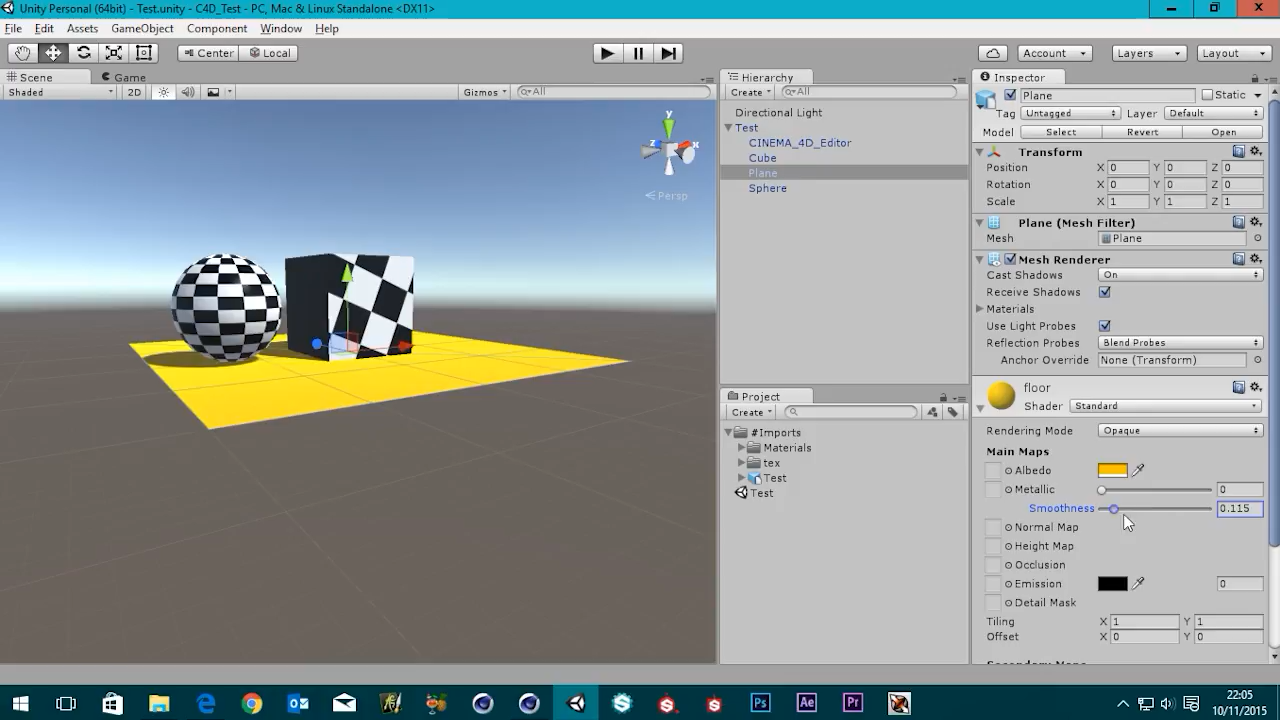 Unity Personal (64bit) - Test.unity - C4D_Test - PC, Mac & Linux Standalone <DX11>
File Edit Assets GameObject Component Window Help
Center Local Account Layers Layout
Scene Game
Shaded 2D Gizmos All
y
x
z
Persp
Hierarchy
Create All
Directional Light
Test
CINEMA_4D_Editor
Cube
Plane
Sphere
Project
Create
#Imports
Materials
tex
Test
Test
Inspector
Plane Static
Tag Untagged Layer Default
Model Select Revert Open
Transform
Position X 0 Y 0 Z 0
Rotation X 0 Y 0 Z 0
Scale X 1 Y 1 Z 1
Plane (Mesh Filter)
Mesh Plane
Mesh Renderer
Cast Shadows On
Receive Shadows
Materials
Use Light Probes
Reflection Probes Blend Probes
Anchor Override None (Transform)
floor
Shader Standard
Rendering Mode Opaque
Main Maps
Albedo
Metallic 0
Smoothness 0.115
Normal Map
Height Map
Occlusion
Emission 0
Detail Mask
Tiling X 1 Y 1
Offset X 0 Y 0
Secondary Maps
Ps Ae Pr
22:05
10/11/2015